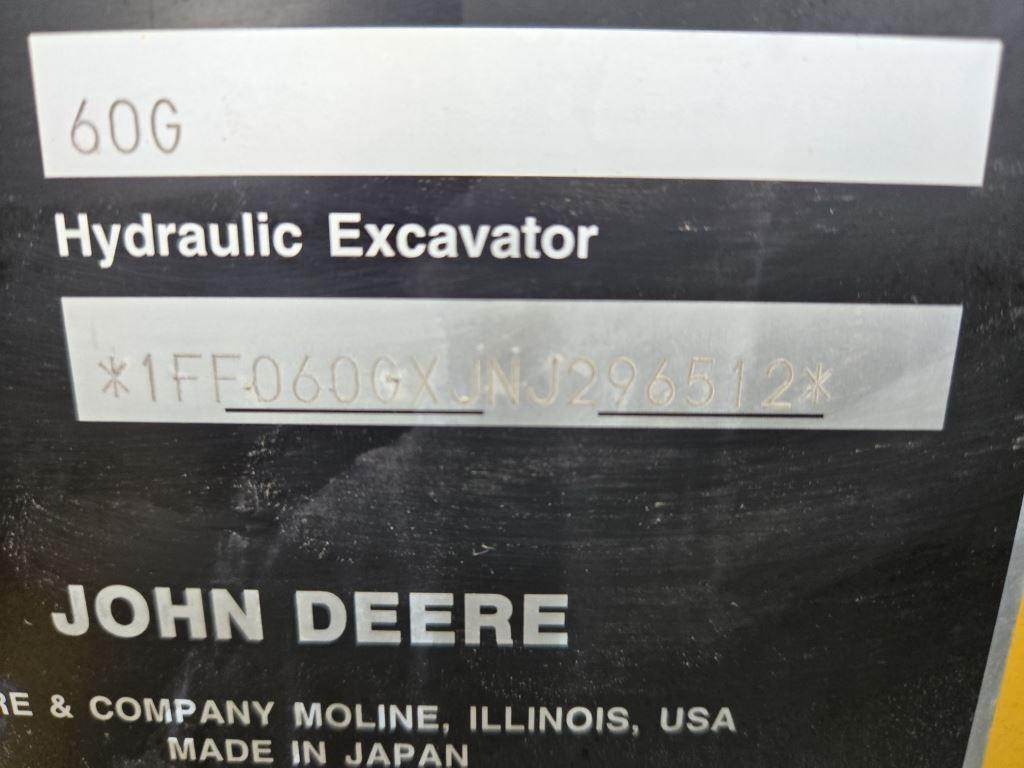 60G
Hydraulic Excavator
*1FF060GXJNJ296512*
JOHN DEERE
RE & COMPANY MOLINE, ILLINOIS, USA
MADE IN JAPAN